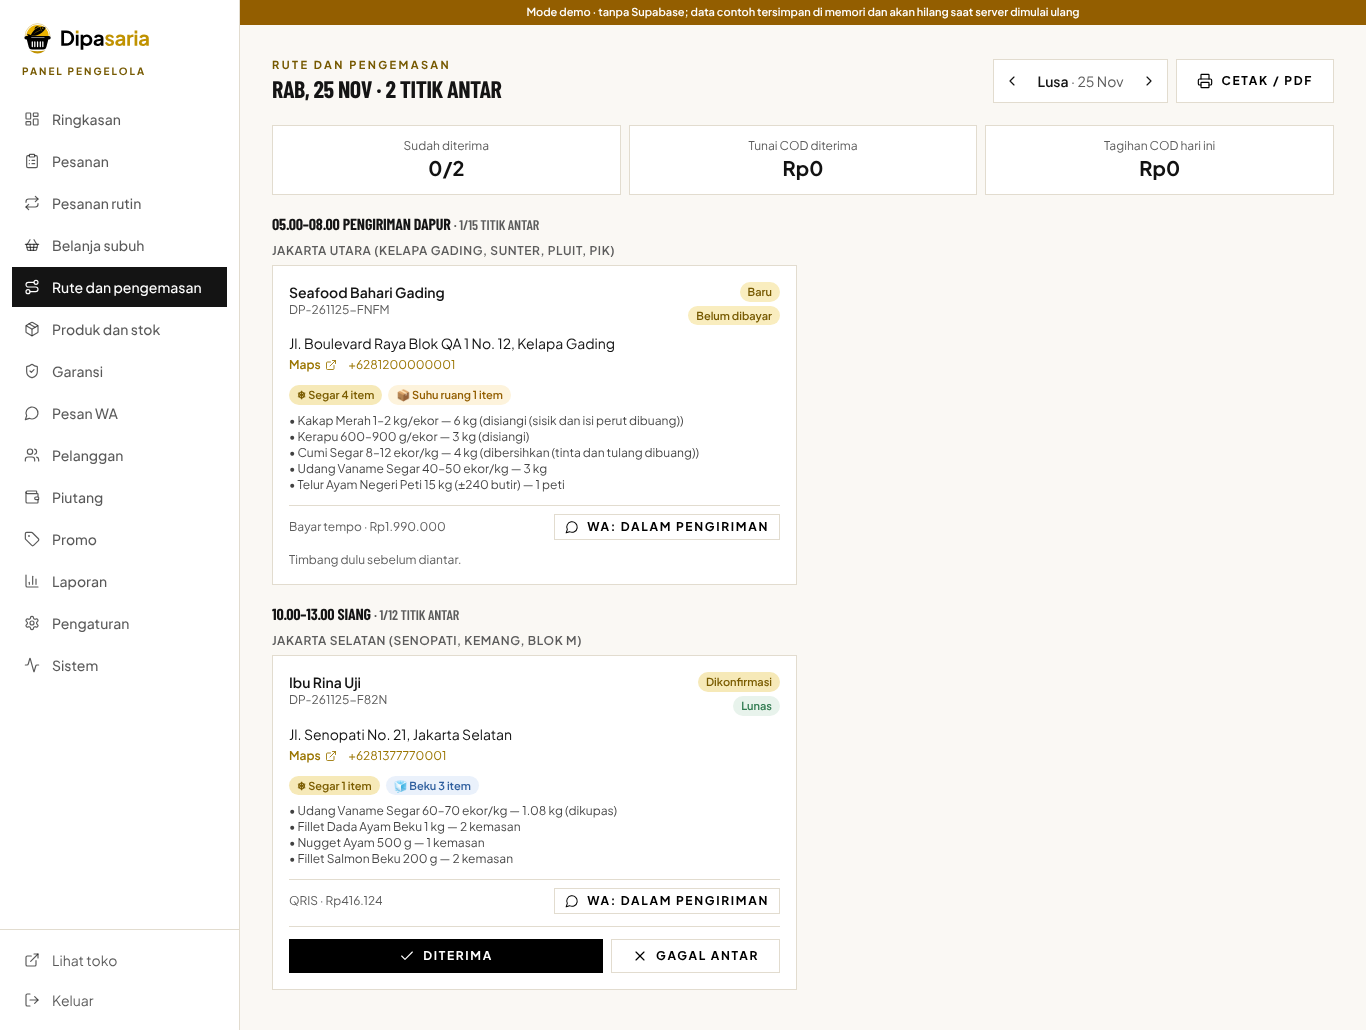 Mode demo · tanpa Supabase; data contoh tersimpan di memori dan akan hilang saat server dimulai ulang
Dipasaria
PANEL PENGELOLA
Ringkasan
Pesanan
Pesanan rutin
Belanja subuh
Rute dan pengemasan
Produk dan stok
Garansi
Pesan WA
Pelanggan
Piutang
Promo
Laporan
Pengaturan
Sistem
Lihat toko
Keluar
RUTE DAN PENGEMASAN
RAB, 25 NOV · 2 TITIK ANTAR
Lusa · 25 Nov
CETAK / PDF
Sudah diterima
0/2
Tunai COD diterima
Rp0
Tagihan COD hari ini
Rp0
05.00–08.00 PENGIRIMAN DAPUR · 1/15 TITIK ANTAR
JAKARTA UTARA (KELAPA GADING, SUNTER, PLUIT, PIK)
Seafood Bahari Gading
Baru
DP-261125-FNFM
Belum dibayar
Jl. Boulevard Raya Blok QA 1 No. 12, Kelapa Gading
Maps +6281200000001
Segar 4 item
Suhu ruang 1 item
• Kakap Merah 1–2 kg/ekor — 6 kg (disiangi (sisik dan isi perut dibuang))
• Kerapu 600–900 g/ekor — 3 kg (disiangi)
• Cumi Segar 8–12 ekor/kg — 4 kg (dibersihkan (tinta dan tulang dibuang))
• Udang Vaname Segar 40–50 ekor/kg — 3 kg
• Telur Ayam Negeri Peti 15 kg (±240 butir) — 1 peti
Bayar tempo · Rp1.990.000
WA: DALAM PENGIRIMAN
Timbang dulu sebelum diantar.
10.00–13.00 SIANG · 1/12 TITIK ANTAR
JAKARTA SELATAN (SENOPATI, KEMANG, BLOK M)
Ibu Rina Uji
Dikonfirmasi
DP-261125-F82N
Lunas
Jl. Senopati No. 21, Jakarta Selatan
Maps +6281377770001
Segar 1 item
Beku 3 item
• Udang Vaname Segar 60–70 ekor/kg — 1.08 kg (dikupas)
• Fillet Dada Ayam Beku 1 kg — 2 kemasan
• Nugget Ayam 500 g — 1 kemasan
• Fillet Salmon Beku 200 g — 2 kemasan
QRIS · Rp416.124
WA: DALAM PENGIRIMAN
DITERIMA
GAGAL ANTAR